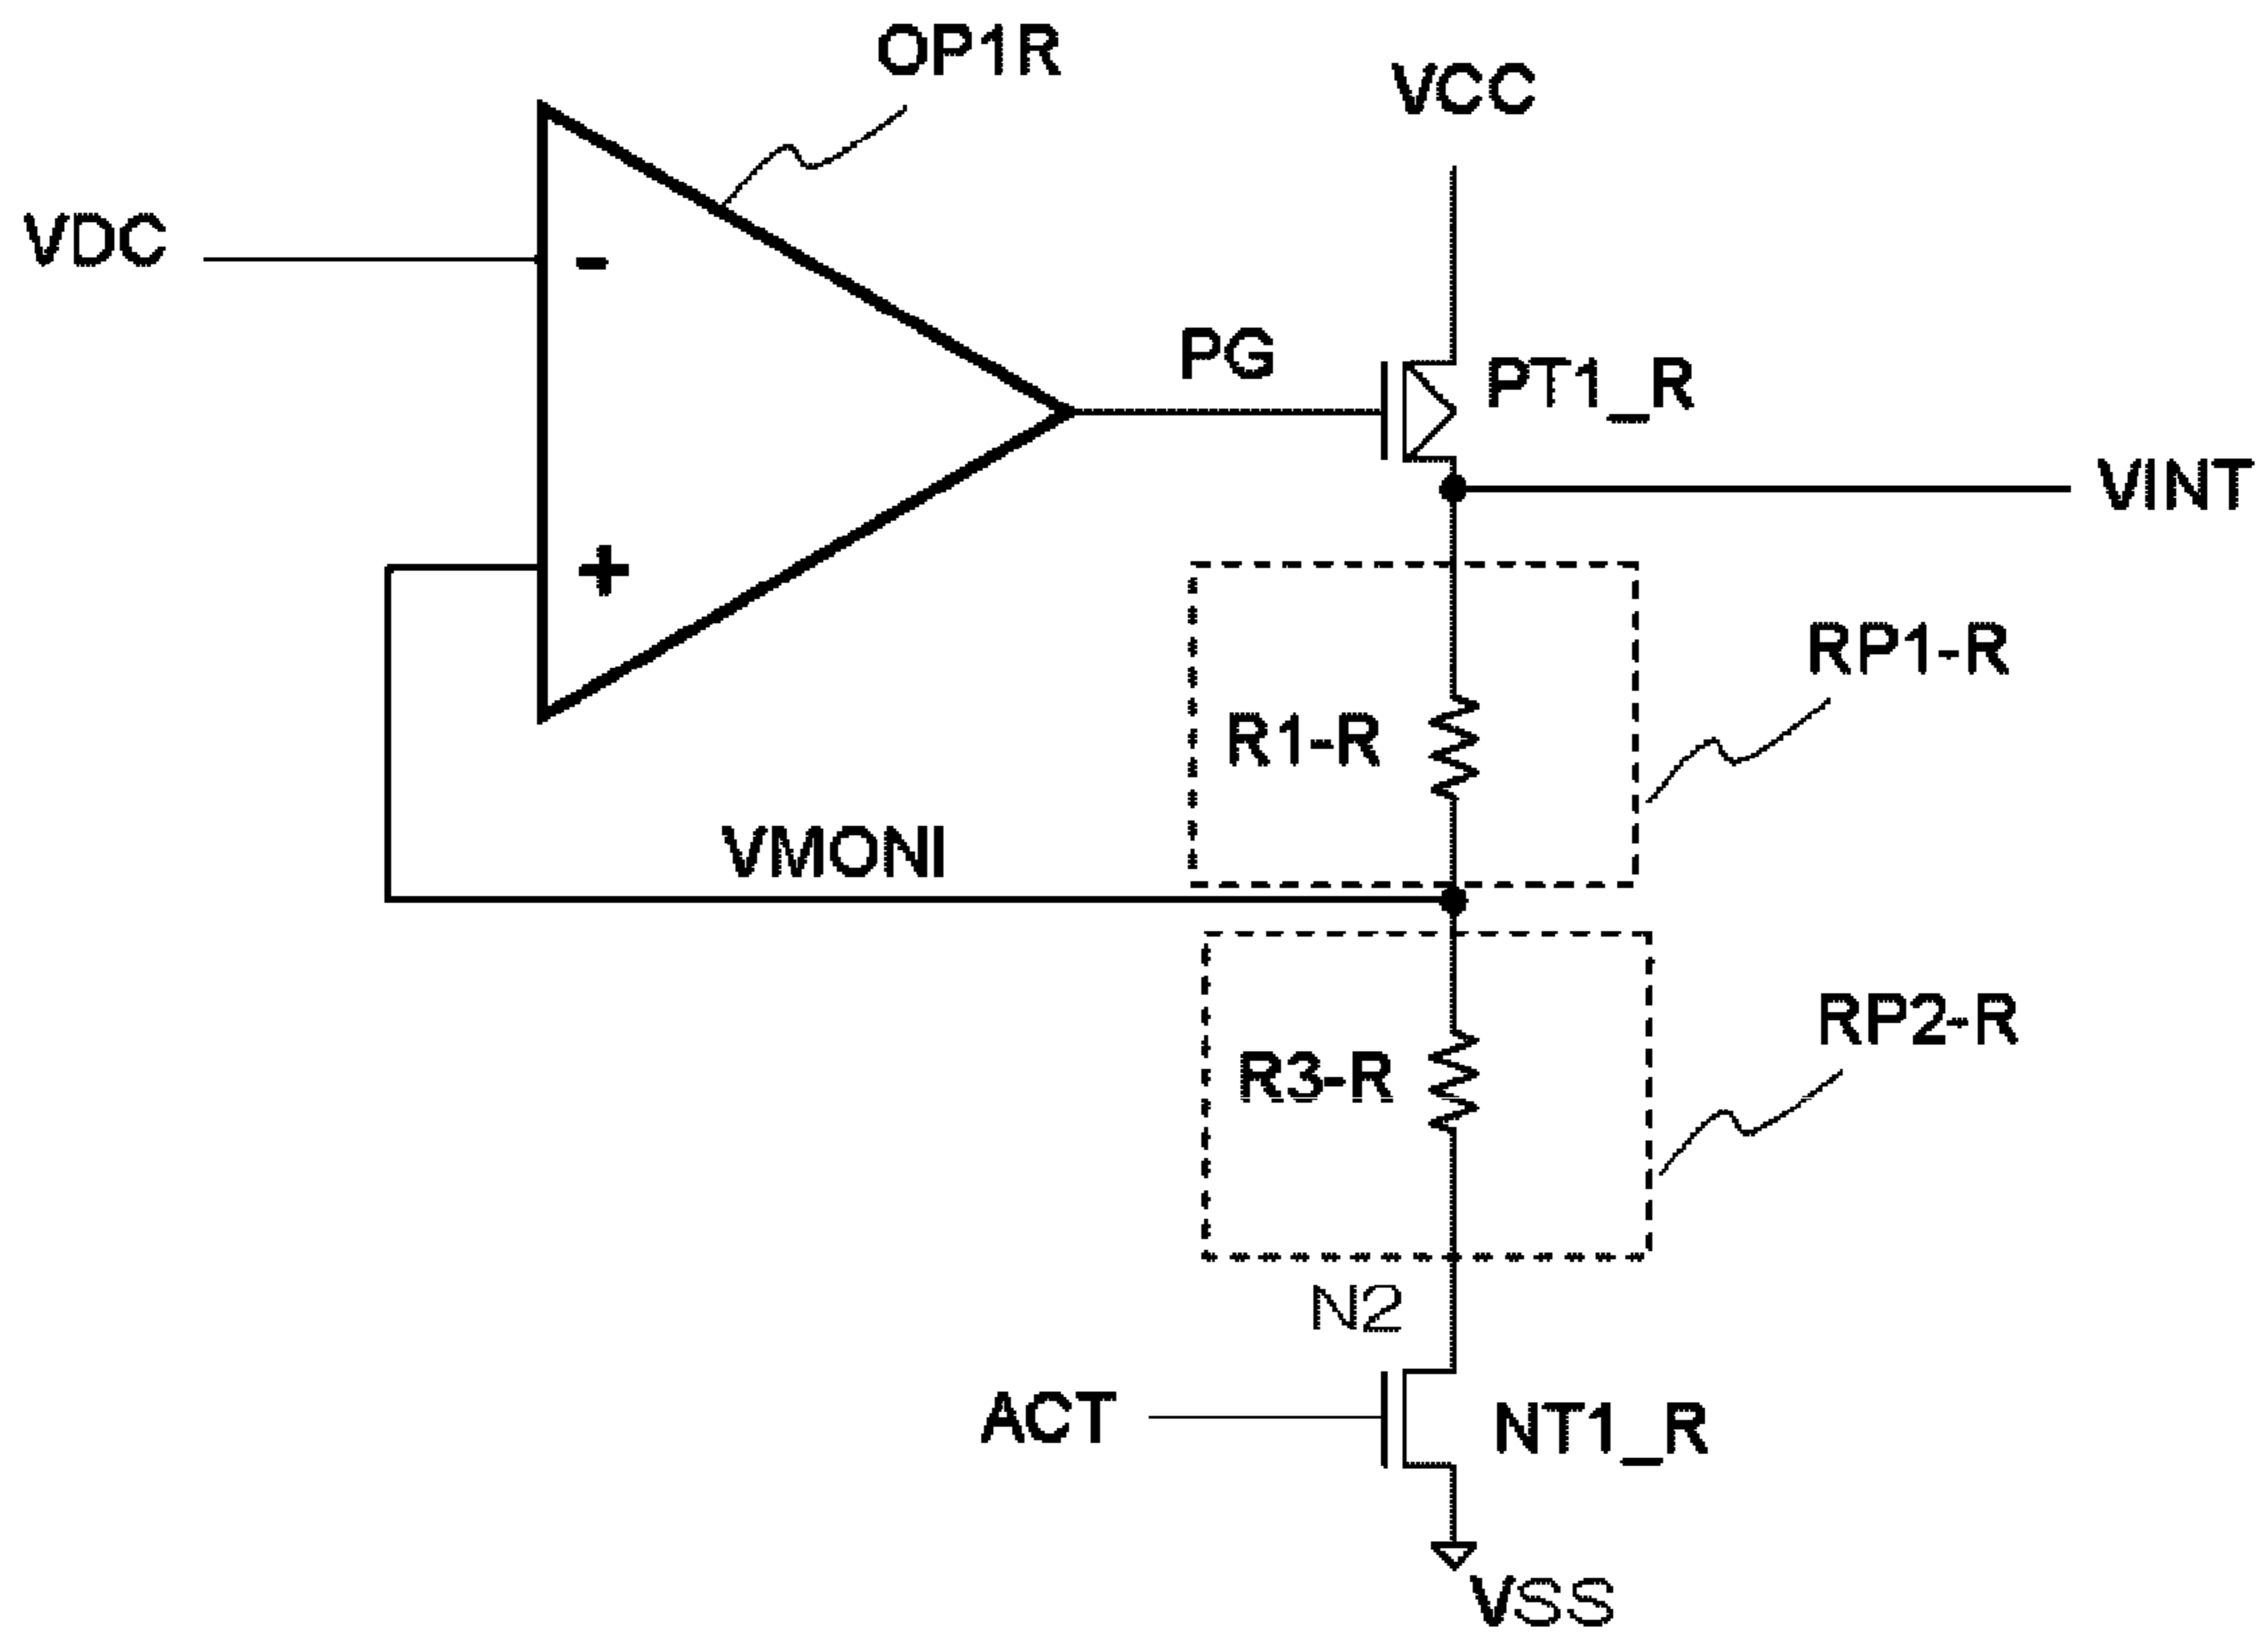 OP1R
VCC
VDC
-
PG
PT1_R
VINT
+
RP1-R
R1-R
VMONI
RP2-R
R3-R
N2
ACT
NT1_R
VSS